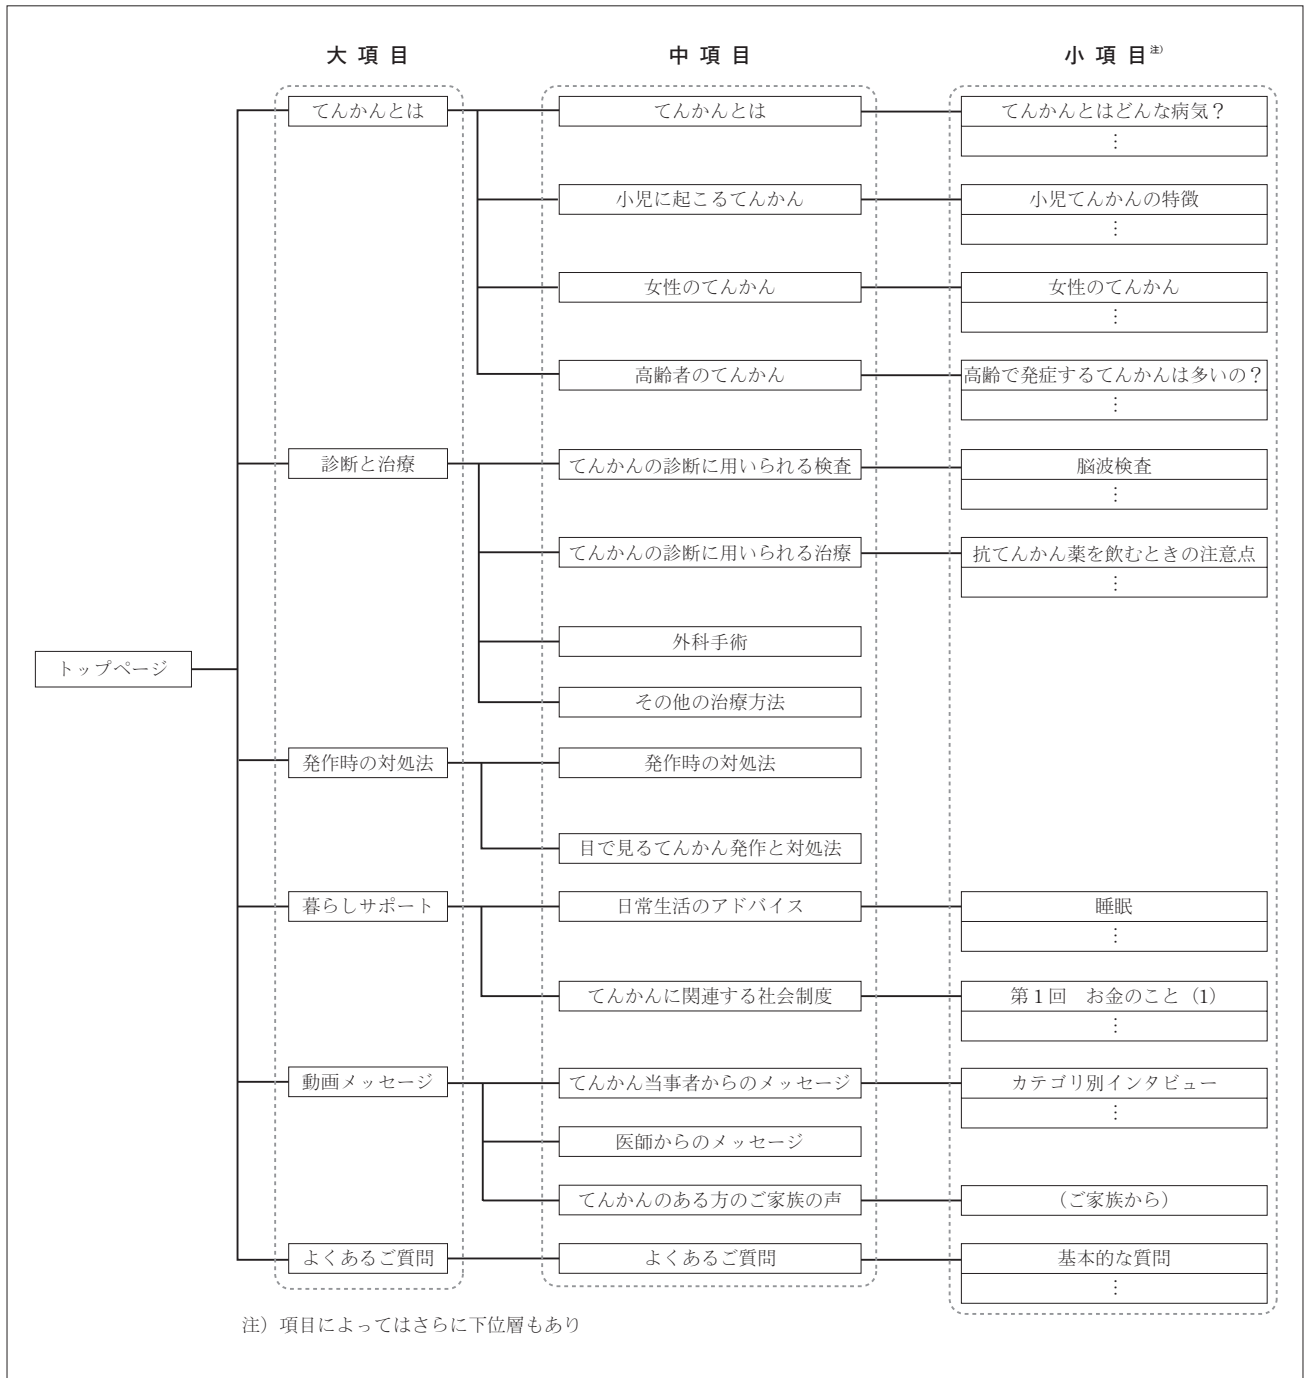 大項目
中項目
小項目注)
てんかんとは
てんかんとは
てんかんとはどんな病気？
⋮
小児に起こるてんかん
小児てんかんの特徴
⋮
女性のてんかん
女性のてんかん
⋮
高齢者のてんかん
高齢で発症するてんかんは多いの？
⋮
診断と治療
てんかんの診断に用いられる検査
脳波検査
⋮
てんかんの診断に用いられる治療
抗てんかん薬を飲むときの注意点
⋮
外科手術
トップページ
その他の治療方法
発作時の対処法
発作時の対処法
目で見るてんかん発作と対処法
暮らしサポート
日常生活のアドバイス
睡眠
⋮
てんかんに関連する社会制度
第1回　お金のこと（1）
⋮
動画メッセージ
てんかん当事者からのメッセージ
カテゴリ別インタビュー
⋮
医師からのメッセージ
てんかんのある方のご家族の声
（ご家族から）
よくあるご質問
よくあるご質問
基本的な質問
⋮
注）項目によってはさらに下位層もあり